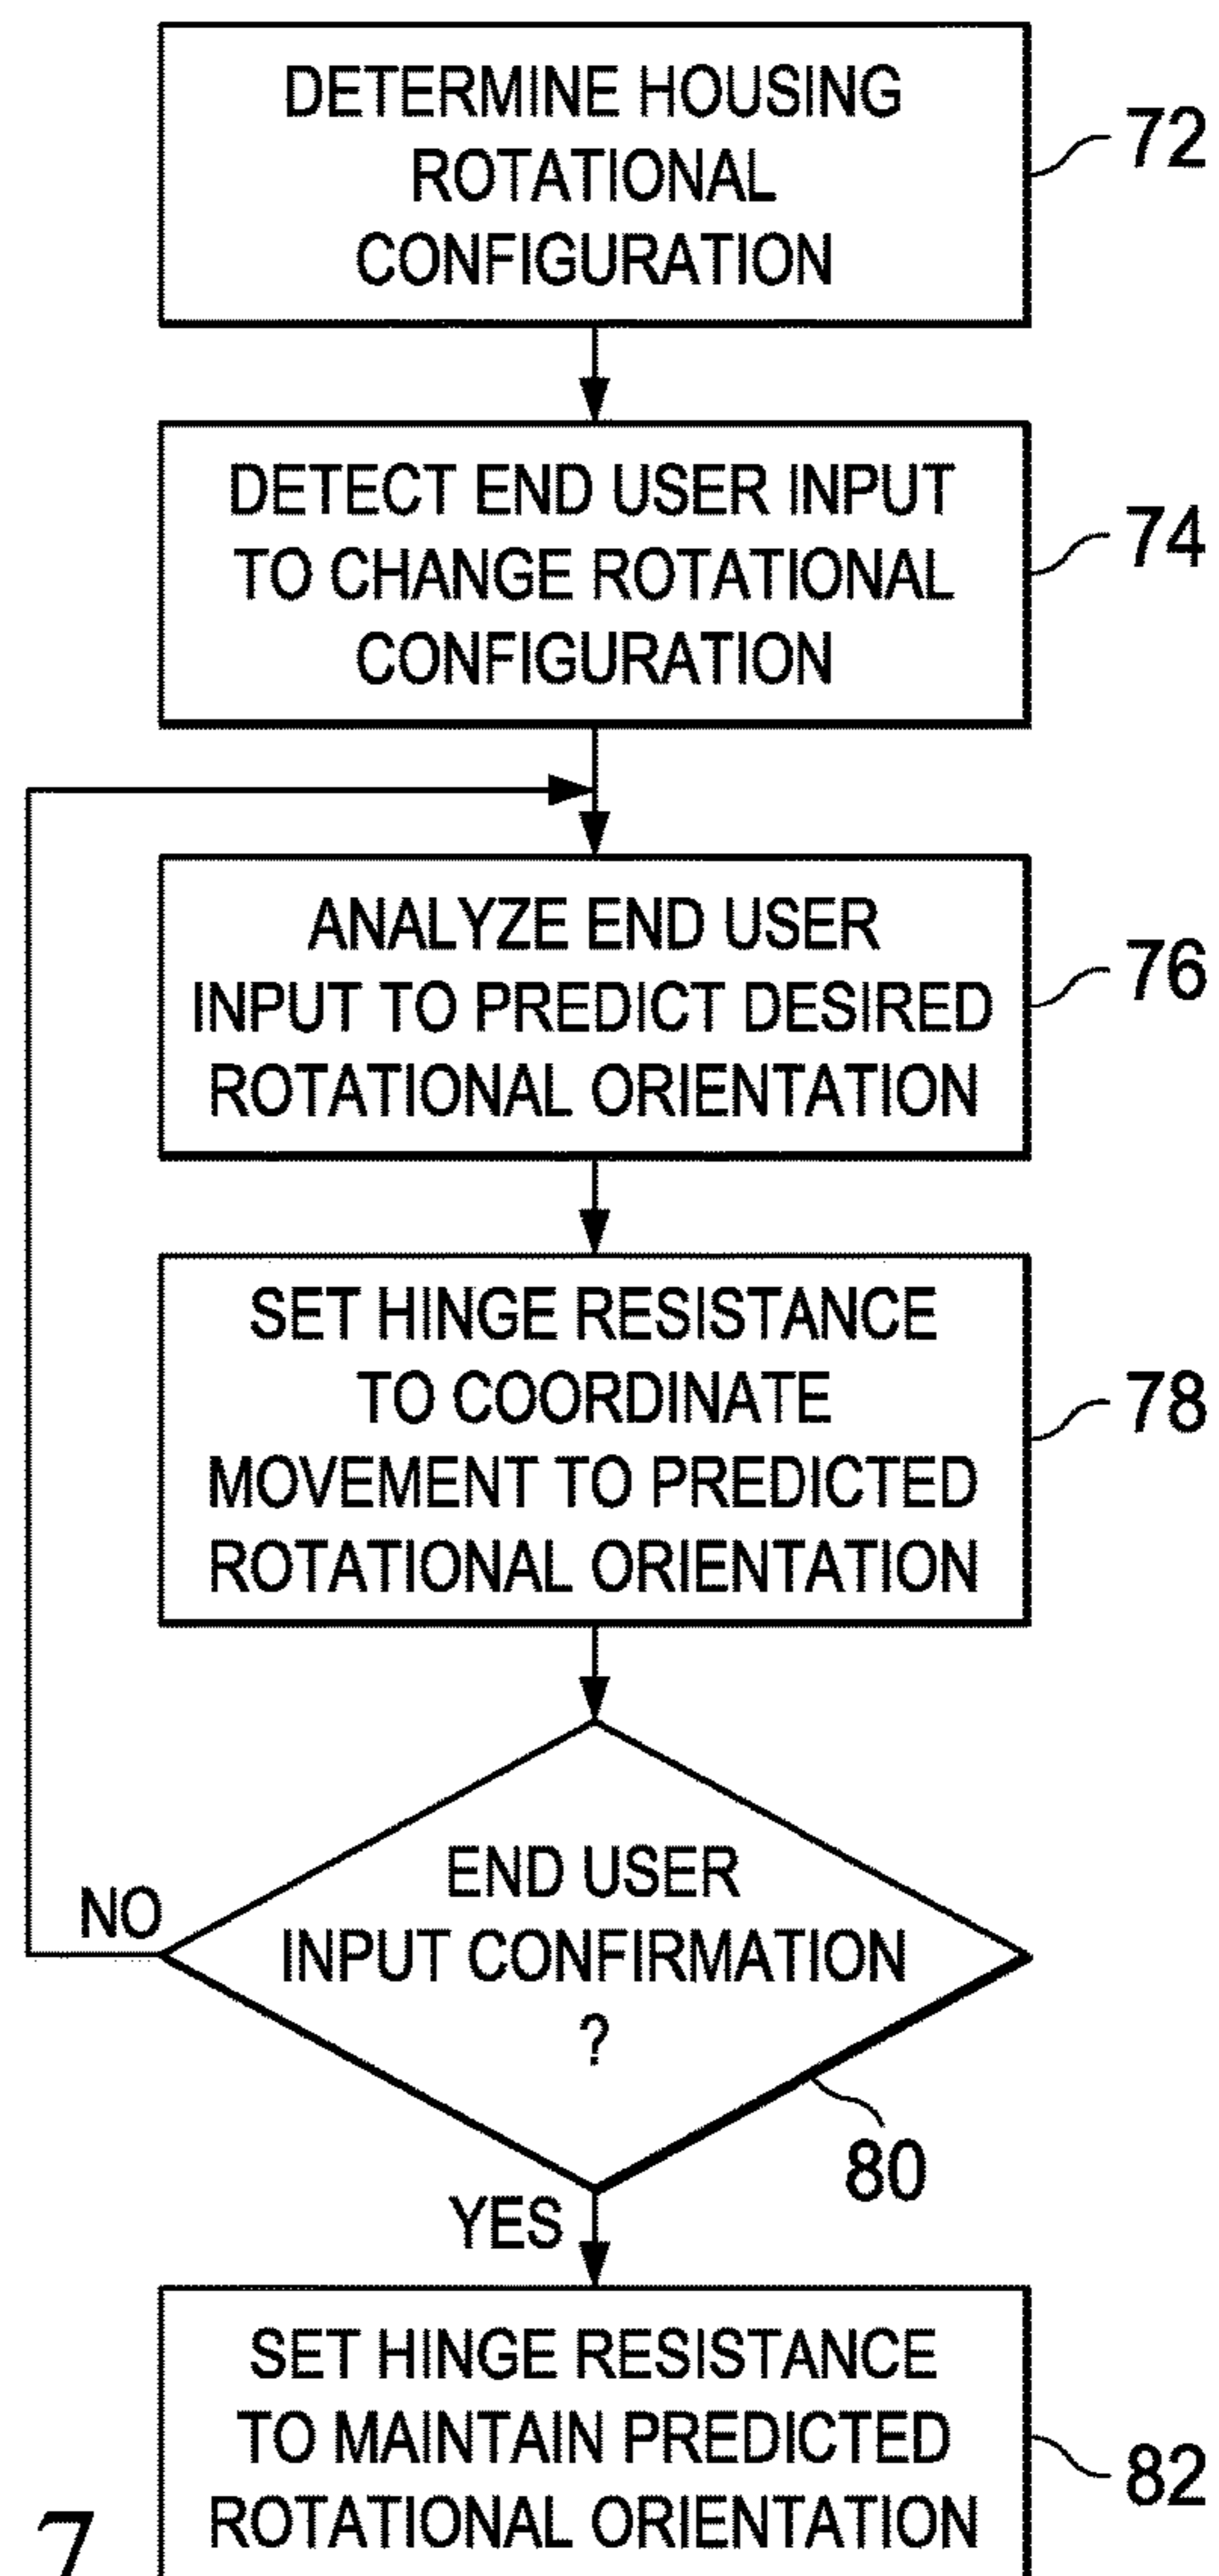 DETERMINE HOUSING
ROTATIONAL
CONFIGURATION
72
DETECT END USER INPUT
TO CHANGE ROTATIONAL
CONFIGURATION
74
ANALYZE END USER
INPUT TO PREDICT DESIRED
ROTATIONAL ORIENTATION
76
SET HINGE RESISTANCE
TO COORDINATE
MOVEMENT TO PREDICTED
ROTATIONAL ORIENTATION
78
END USER
INPUT CONFIRMATION
?
NO
80
YES
SET HINGE RESISTANCE
TO MAINTAIN PREDICTED
ROTATIONAL ORIENTATION
82
7